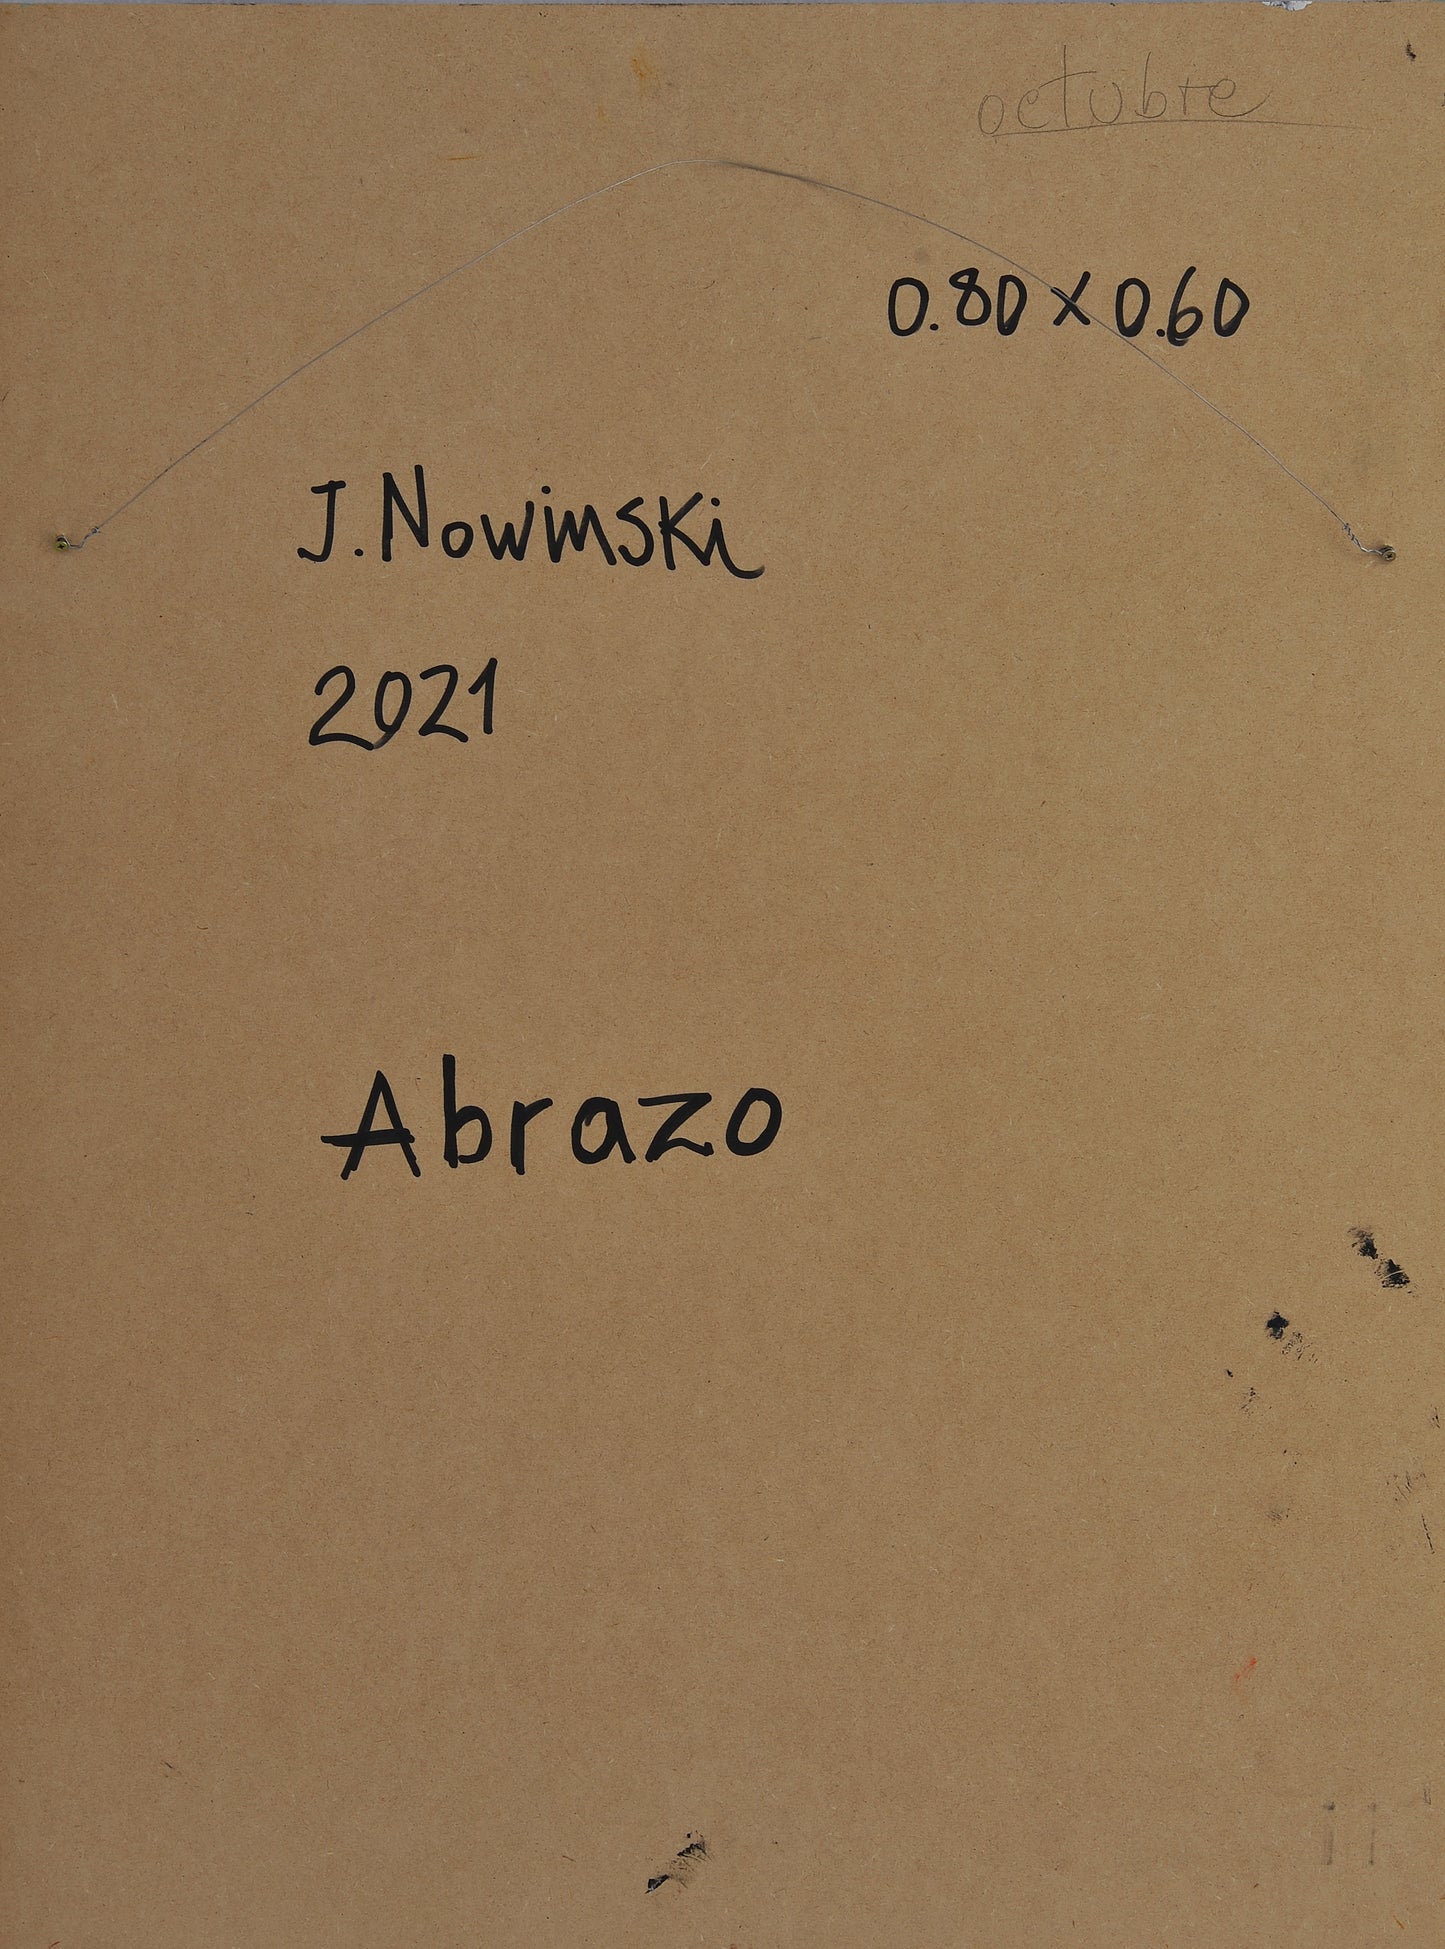 octubre
0.80 x 0.60
J. Nowinski
2021
Abrazo